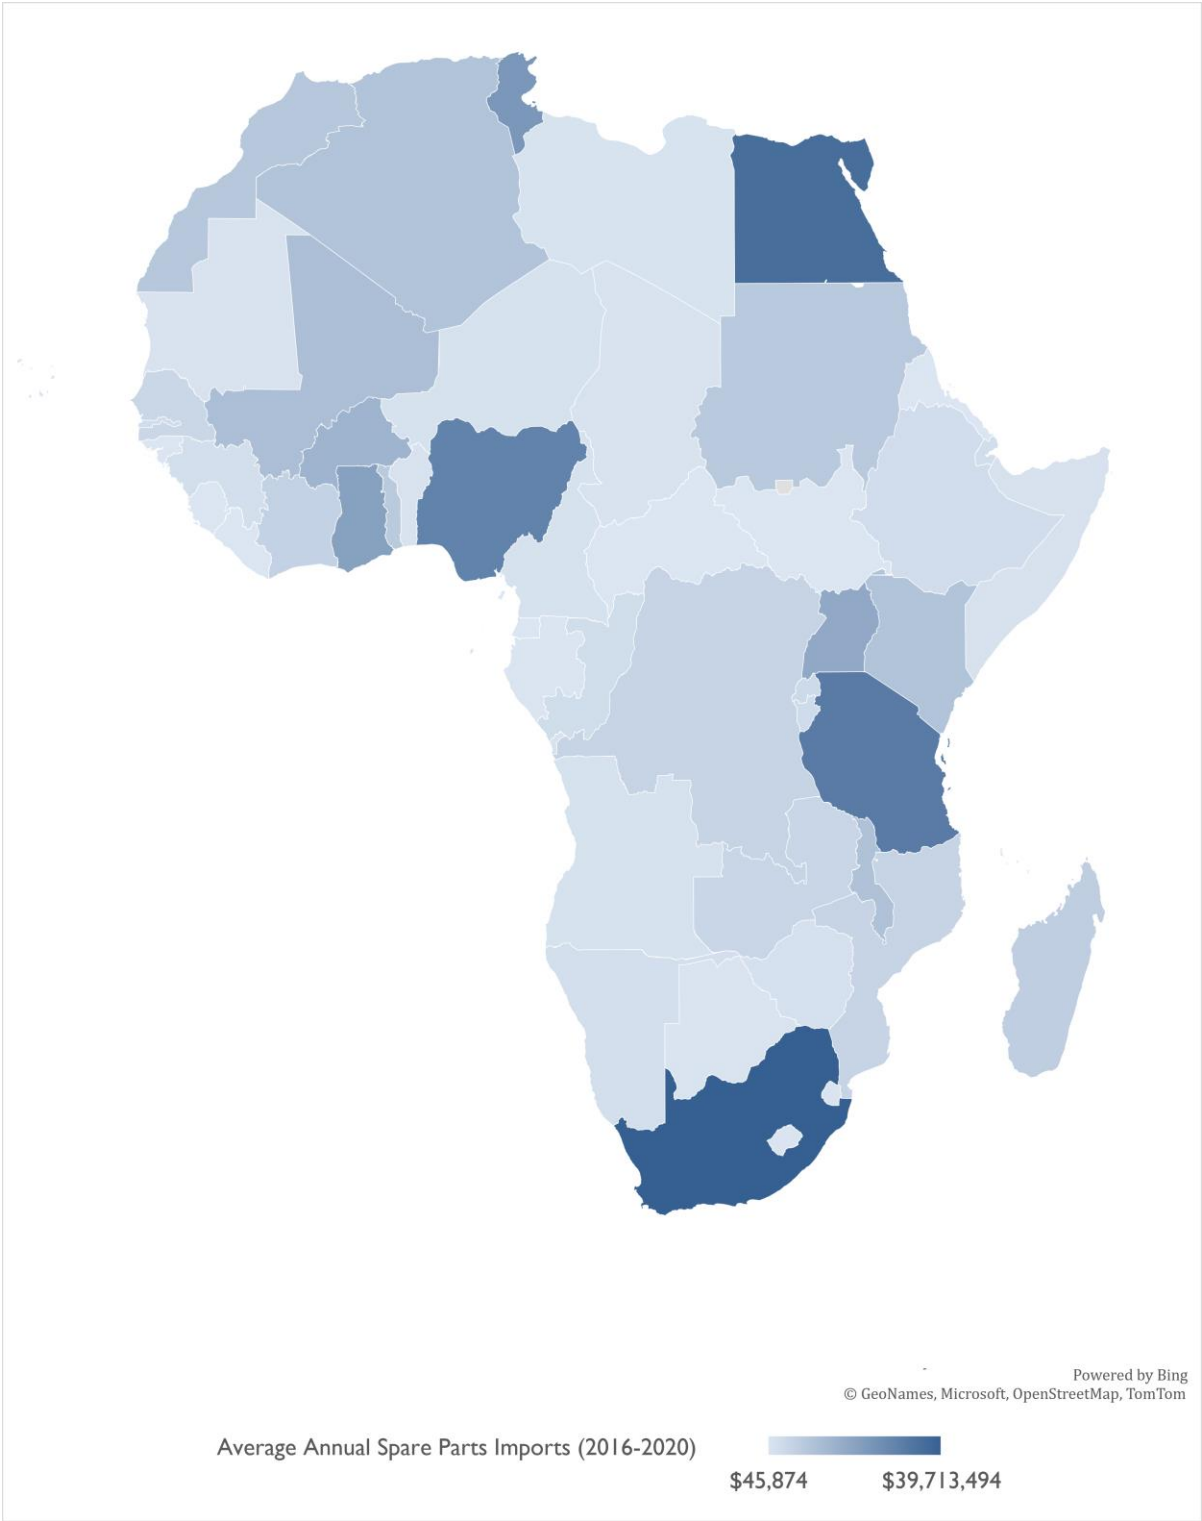 Powered by Bing
© GeoNames, Microsoft, OpenStreetMap, TomTom
Average Annual Spare Parts Imports (2016-2020)
$45,874 $39,713,494